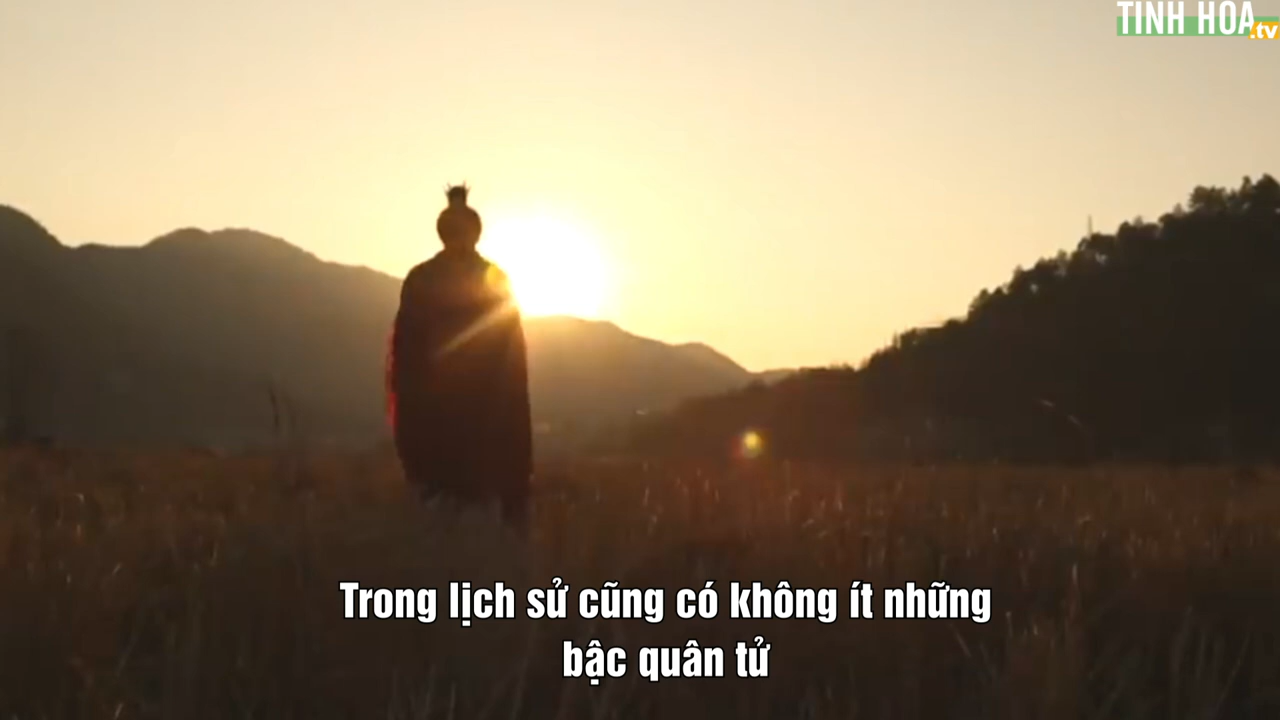 TINH HOA
.tv
Trong lịch sử cũng có không ít những
bậc quân tử